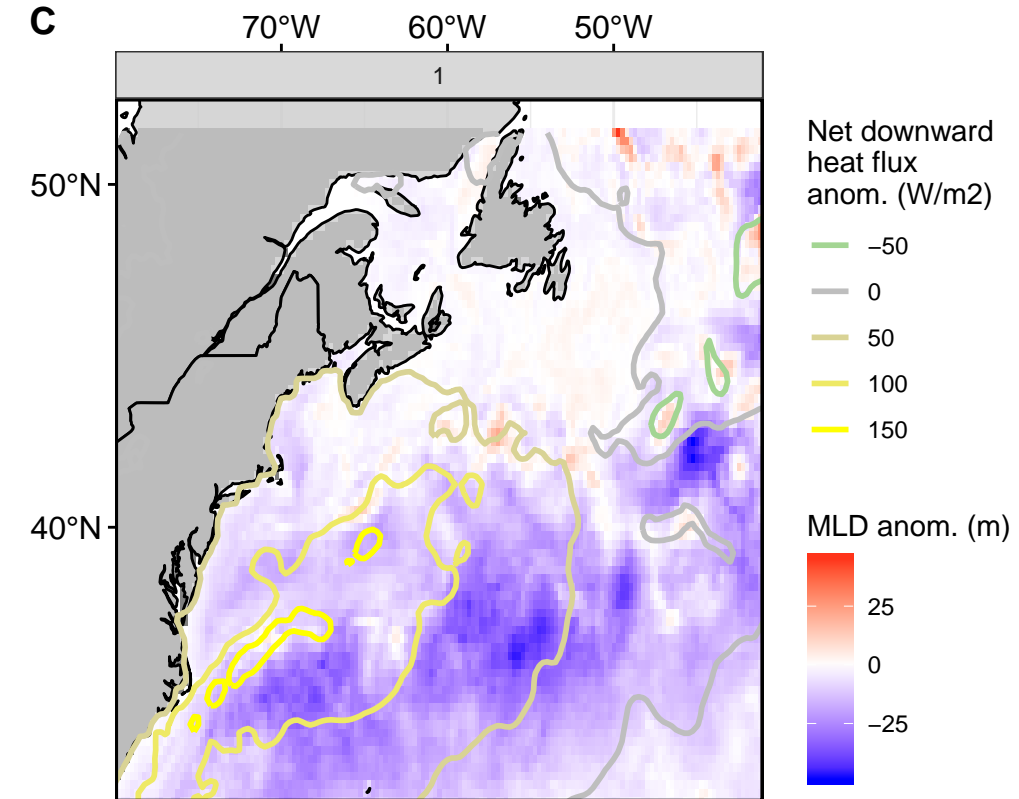 C
70°W 60°W 50°W
1
50°N
40°N
Net downward
heat flux
anom. (W/m2)
−50
0
50
100
150
MLD anom. (m)
25
0
−25